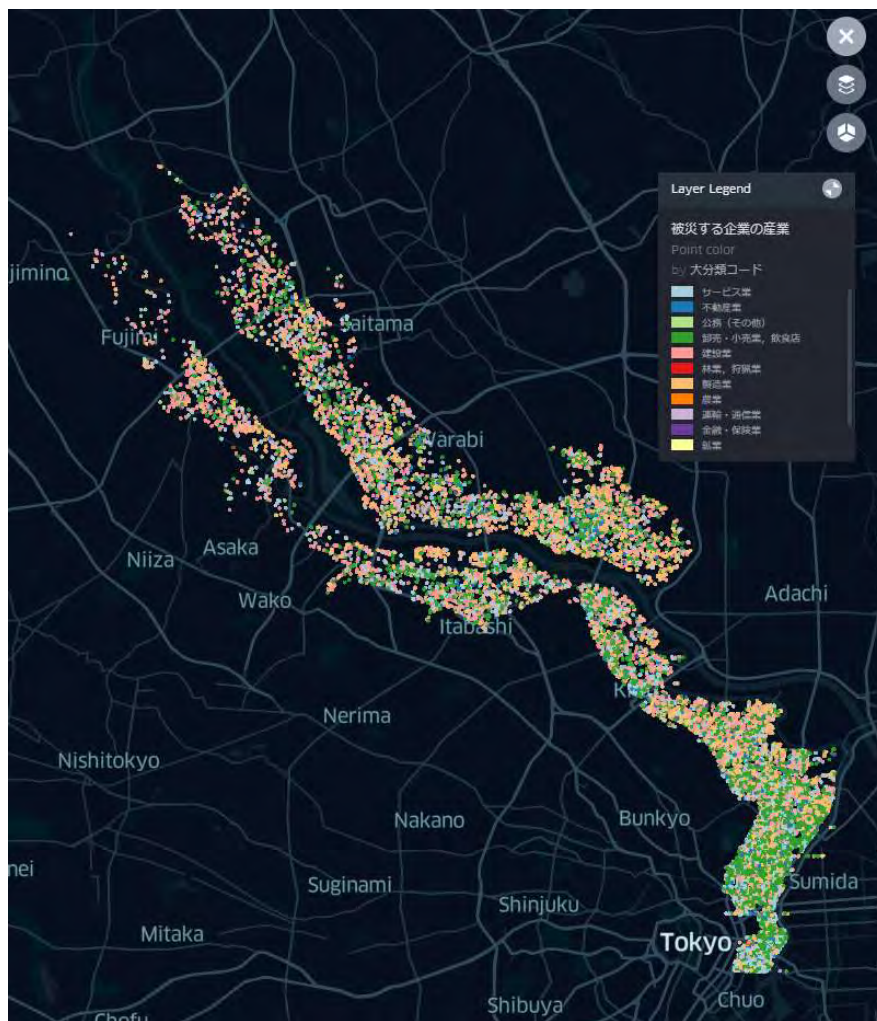 Layer Legend
被災する企業の産業
Point color
by 大分類コード
サービス業
不動産業
公務（その他）
卸売・小売業，飲食店
建設業
林業，狩猟業
製造業
農業
運輸・通信業
金融・保険業
鉱業
jimino
Fujimi
Saitama
Warabi
Niiza
Asaka
Wako
Itabashi
Adachi
Nerima
Nishitokyo
Nakano
Bunkyo
nei
Suginami
Sumida
Shinjuku
Mitaka
Tokyo
Shibuya
Chuo
Chofu